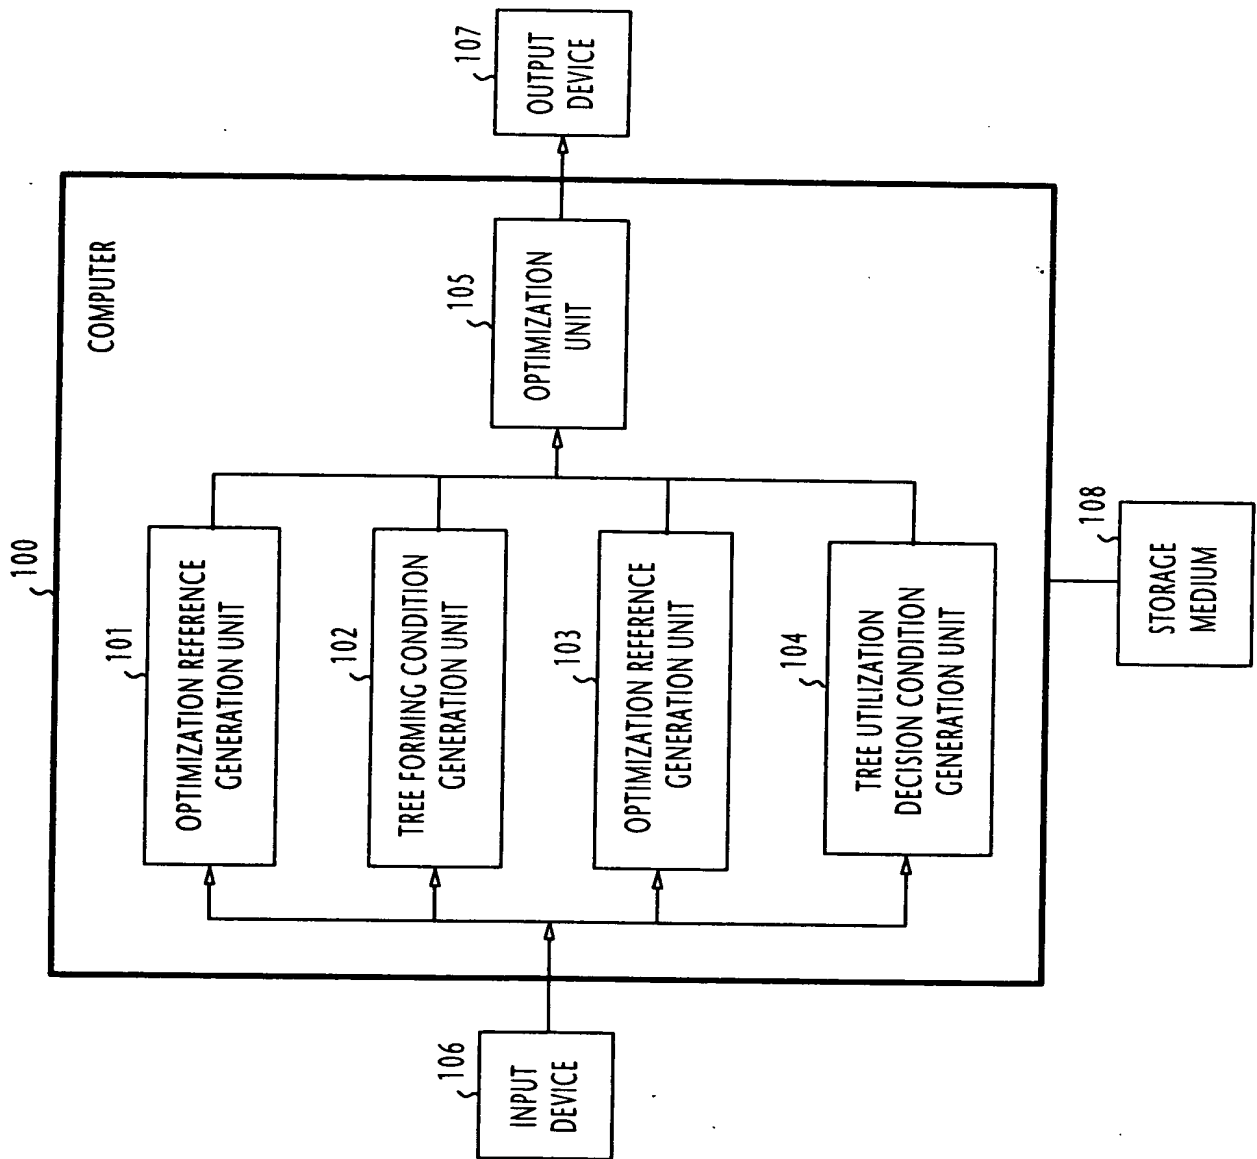 100
COMPUTER
101
OPTIMIZATION REFERENCE
GENERATION UNIT
102
TREE FORMING CONDITION
GENERATION UNIT
103
OPTIMIZATION REFERENCE
GENERATION UNIT
104
TREE UTILIZATION
DECISION CONDITION
GENERATION UNIT
105
OPTIMIZATION
UNIT
106
INPUT
DEVICE
107
OUTPUT
DEVICE
108
STORAGE
MEDIUM